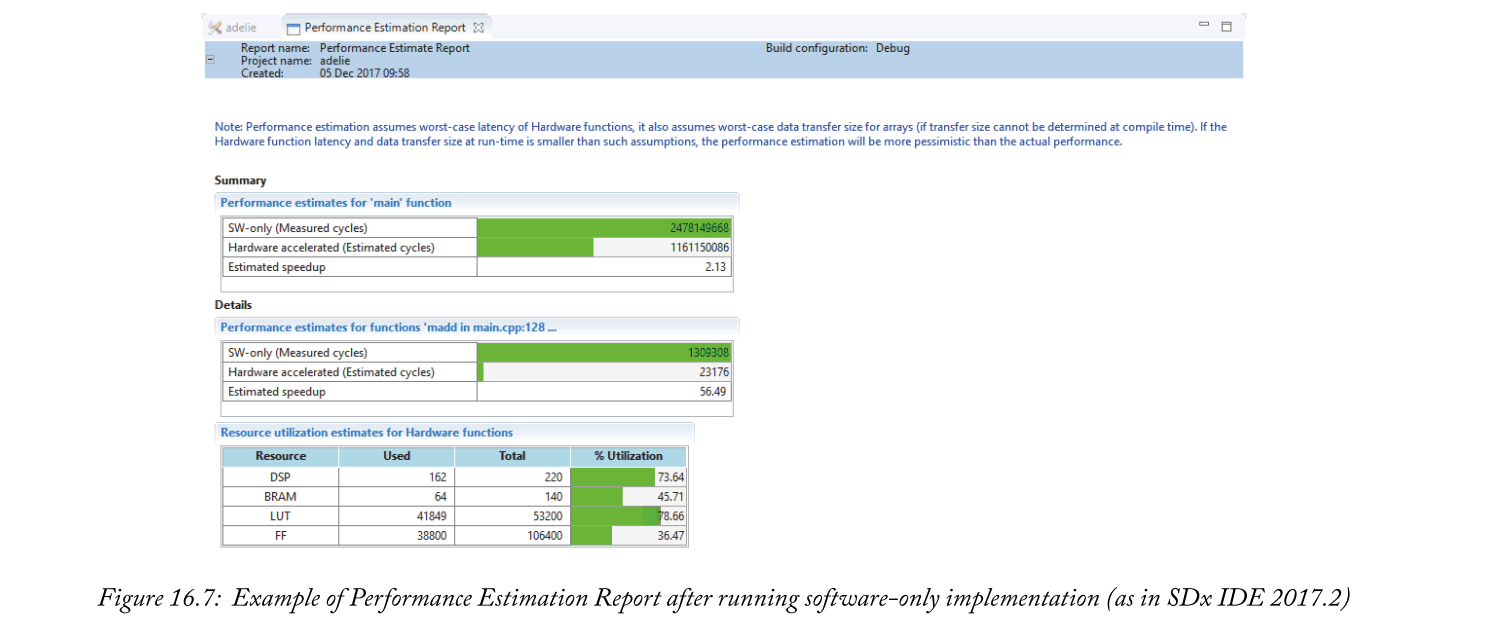 adelie Performance Estimation Report
Report name: Performance Estimate Report Build configuration: Debug
Project name: adelie
Created: 05 Dec 2017 09:58
Note: Performance estimation assumes worst-case latency of Hardware functions, it also assumes worst-case data transfer size for arrays (if transfer size cannot be determined at compile time). If the
Hardware function latency and data transfer size at run-time is smaller than such assumptions, the performance estimation will be more pessimistic than the actual performance.
Summary
Performance estimates for 'main' function
SW-only (Measured cycles) 2478149668
Hardware accelerated (Estimated cycles) 1161150086
Estimated speedup 2.13
Details
Performance estimates for functions 'madd in main.cpp:128 ...
SW-only (Measured cycles) 1309308
Hardware accelerated (Estimated cycles) 23176
Estimated speedup 56.49
Resource utilization estimates for Hardware functions
Resource Used Total % Utilization
DSP 162 220 73.64
BRAM 64 140 45.71
LUT 41849 53200 78.66
FF 38800 106400 36.47
Figure 16.7: Example of Performance Estimation Report after running software-only implementation (as in SDx IDE 2017.2)